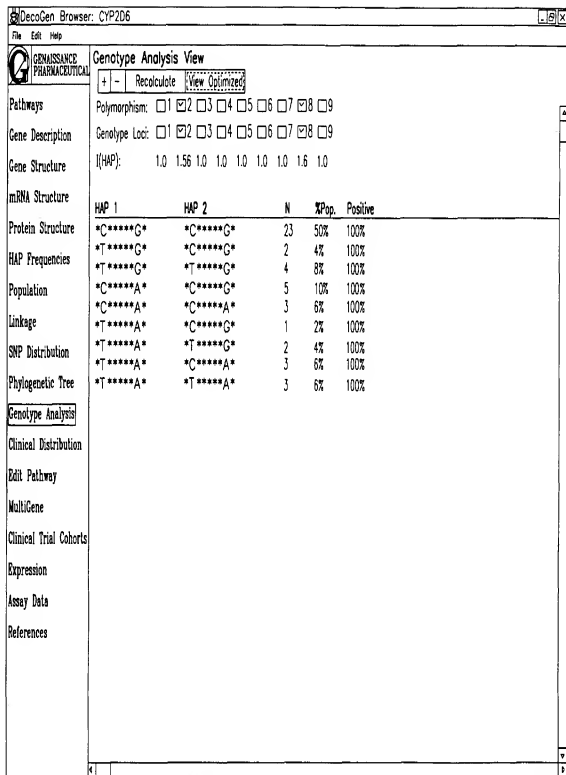 DecoGen Browser: CYP2D6
File Edit Help
GENAISSANCE
PHARMACEUTICAL
Genotype Analysis View
+ - Recalculate View Optimized
Polymorphism: 1 2 3 4 5 6 7 8 9
Genotype Loci: 1 2 3 4 5 6 7 8 9
I(HAP): 1.0 1.56 1.0 1.0 1.0 1.0 1.0 1.6 1.0
HAP 1 HAP 2 N %Pop. Positive
*C*****G* *C*****G* 23 50% 100%
*T*****G* *C*****G* 2 4% 100%
*T*****G* *T*****G* 4 8% 100%
*C*****A* *C*****G* 5 10% 100%
*C*****A* *C*****A* 3 6% 100%
*T*****A* *C*****G* 1 2% 100%
*T*****A* *T*****G* 2 4% 100%
*T*****A* *C*****A* 3 6% 100%
*T*****A* *T*****A* 3 6% 100%
Pathways
Gene Description
Gene Structure
mRNA Structure
Protein Structure
HAP Frequencies
Population
Linkage
SNP Distribution
Phylogenetic Tree
Genotype Analysis
Clinical Distribution
Edit Pathway
MultiGene
Clinical Trial Cohorts
Expression
Assay Data
References